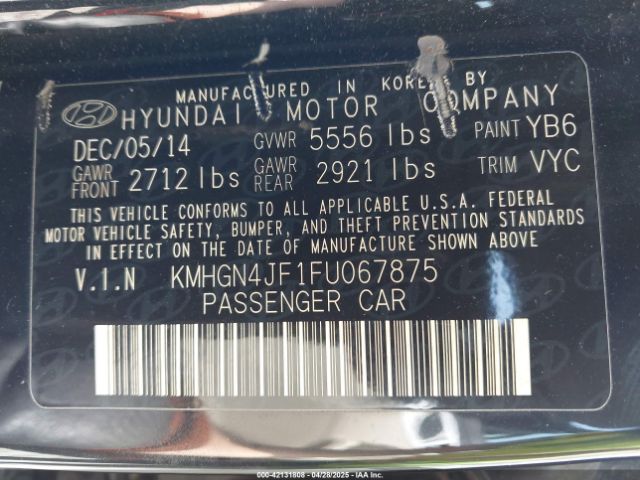 MANUFACTURED IN KOREA BY
HYUNDAI MOTOR COMPANY
DEC/05/14 GVWR 5556 lbs PAINT YB6
GAWR FRONT 2712 lbs GAWR REAR 2921 lbs TRIM VYC
THIS VEHICLE CONFORMS TO ALL APPLICABLE U.S.A. FEDERAL
MOTOR VEHICLE SAFETY, BUMPER, AND THEFT PREVENTION STANDARDS
IN EFFECT ON THE DATE OF MANUFACTURE SHOWN ABOVE
V.I.N KMHGN4JF1FU067875
PASSENGER CAR
000-42131808 - 04/28/2025 - IAA Inc.